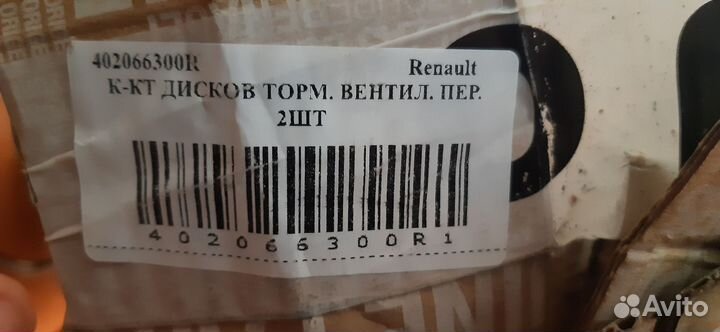 402066300R Renault
К-КТ ДИСКОВ ТОРМ. ВЕНТИЛ. ПЕР.
2ШТ
402066300R1
Avito